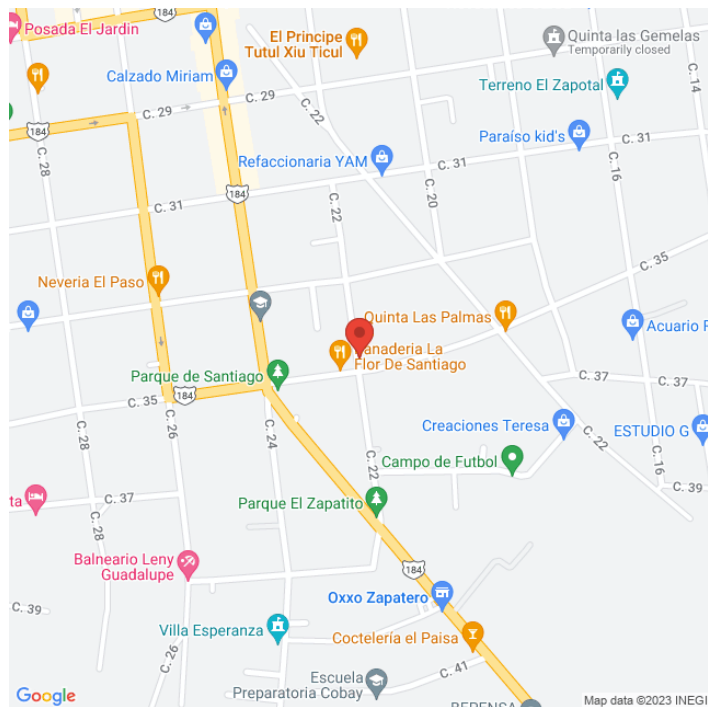 Posada El Jardin
El Principe
Tutul Xiu Ticul
Quinta las Gemelas
Temporarily closed
Calzado Miriam
C. 29
C. 29
C. 22
Terreno El Zapotal
C. 14
184
C. 28
Paraíso kid's
C. 31
Refaccionaria YAM
C. 31
C. 16
184
C. 22
C. 20
C. 31
Neveria El Paso
Quinta Las Palmas
Acuario R
Panaderia La
Flor De Santiago
Parque de Santiago
C. 37
184
C. 35
C. 26
C. 28
C. 24
Creaciones Teresa
C. 22
ESTUDIO G
C. 22
Campo de Futbol
C. 16
C. 39
ta
C. 37
Parque El Zapatito
C. 28
Balneario Leny
Guadalupe
184
Oxxo Zapatero
C. 39
Villa Esperanza
Coctelería el Paisa
C. 26
C. 41
Escuela
Preparatoria Cobay
BEPENSA
Google
Map data ©2023 INEGI